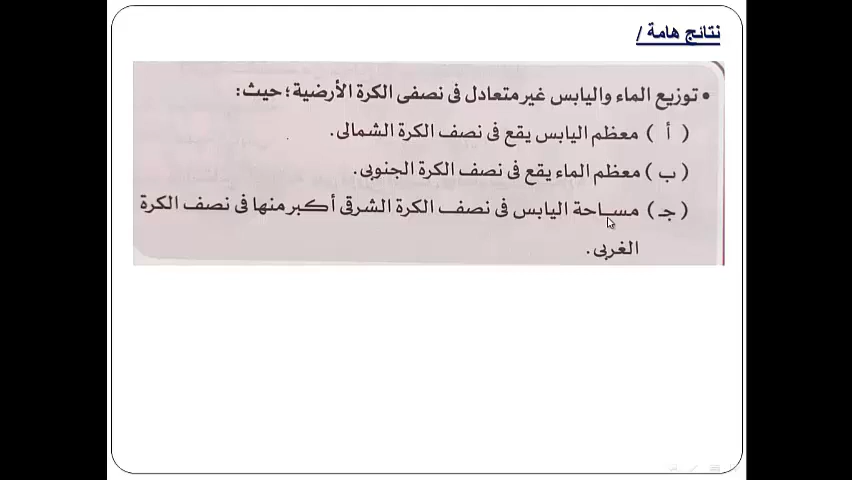 نتائج هامة /
• توزيع الماء واليابس غير متعادل فى نصفى الكرة الأرضية؛ حيث:
( أ ) معظم اليابس يقع فى نصف الكرة الشمالى.
(ب) معظم الماء يقع فى نصف الكرة الجنوبى.
(جـ) مساحة اليابس فى نصف الكرة الشرقى أكبر منها فى نصف الكرة
الغربى.